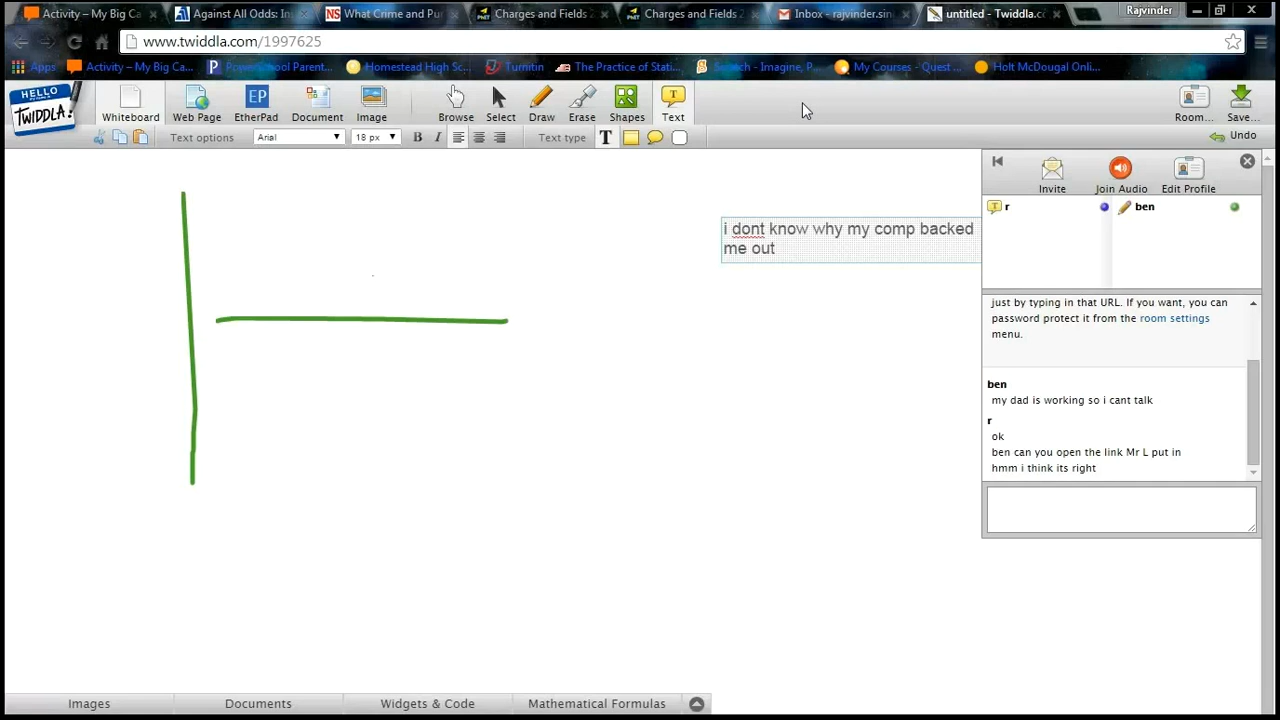 Activity – My Big Ca
Against All Odds: In
What Crime and Pu
Charges and Fields 2
Charges and Fields 2
Inbox - rajvinder.sin
untitled - Twiddla.c
Rajvinder
www.twiddla.com/1997625
Apps
Activity – My Big Ca...
PowerSchool Parent...
Homestead High Sc...
Turnitin
The Practice of Stati...
Scratch - Imagine, P...
My Courses - Quest ...
Holt McDougal Onli...
HELLO
TWIDDLA!
Whiteboard
Web Page
EtherPad
Document
Image
Browse
Select
Draw
Erase
Shapes
Text
Room...
Save...
Text options
Arial
18 px
B
I
Text type
T
Undo
Invite
Join Audio
Edit Profile
r
ben
i dont know why my comp backed
me out
just by typing in that URL. If you want, you can
password protect it from the room settings
menu.
ben
my dad is working so i cant talk
r
ok
ben can you open the link Mr L put in
hmm i think its right
Images
Documents
Widgets & Code
Mathematical Formulas